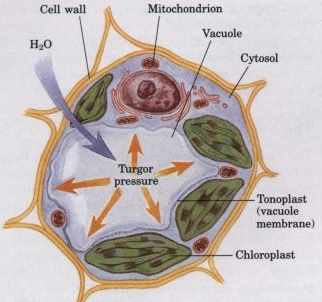 Cell wall
Mitochondrion
Vacuole
H₂O
Cytosol
Turgor
pressure
Tonoplast
(vacuole
membrane)
Chloroplast